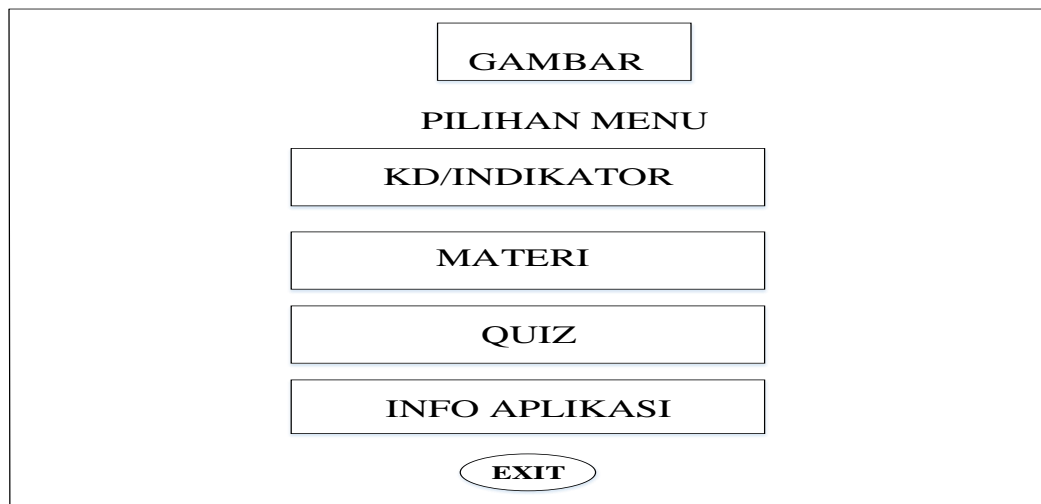 GAMBAR
PILIHAN MENU
KD/INDIKATOR
MATERI
QUIZ
INFO APLIKASI
EXIT